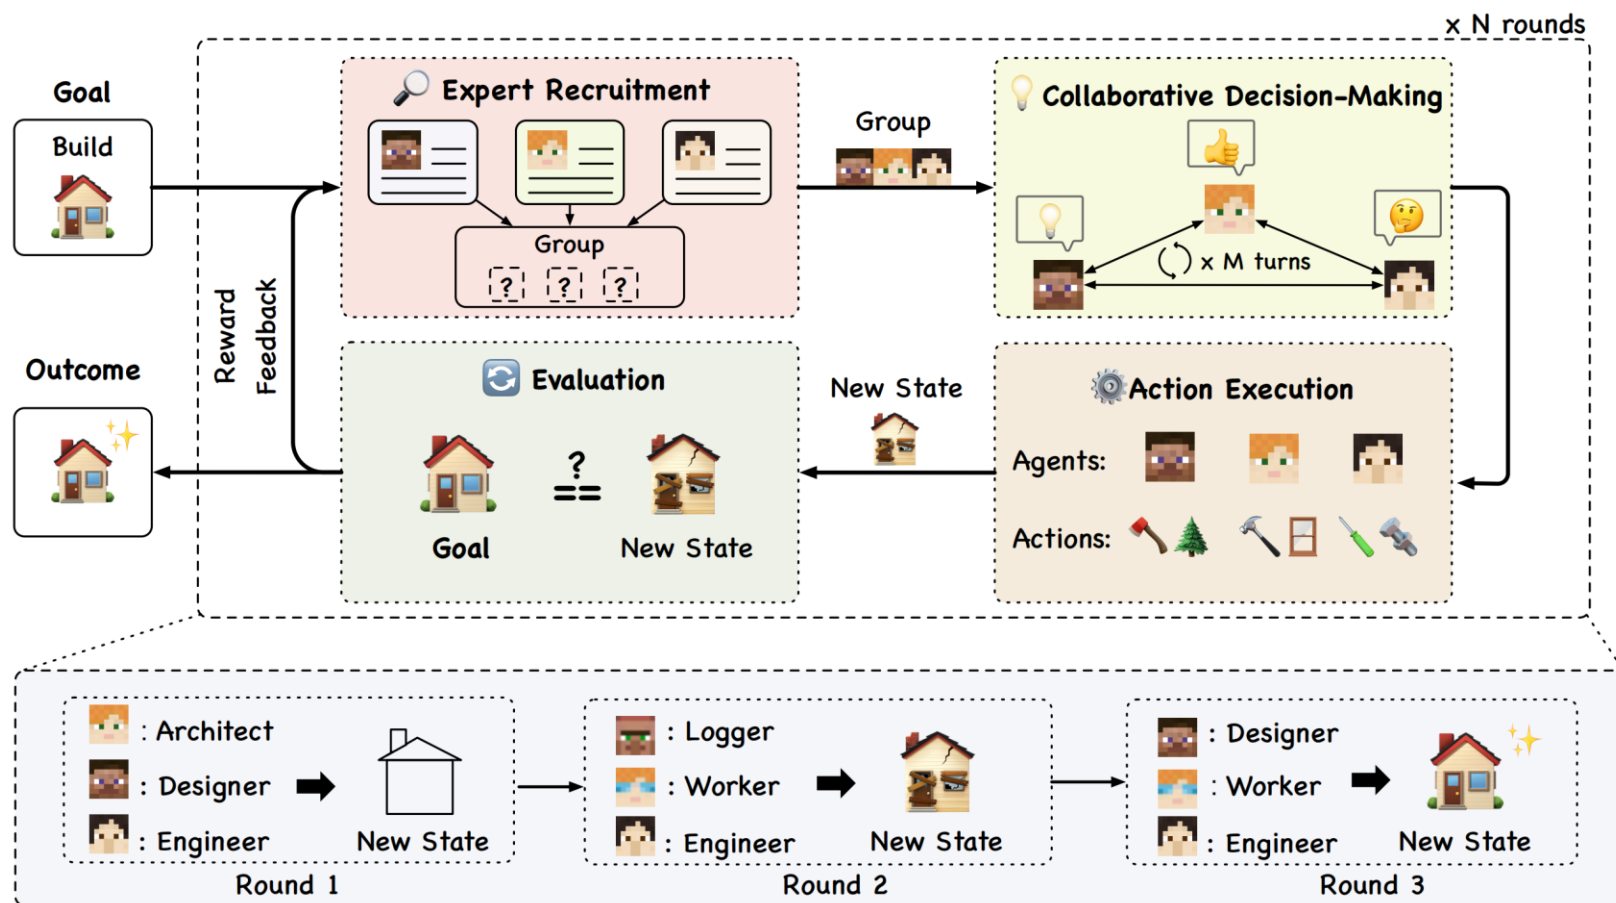 x N rounds
Goal
Build
Expert Recruitment
Group
? ? ?
Group
Collaborative Decision-Making
x M turns
Reward
Feedback
Outcome
Evaluation
?
==
Goal
New State
New State
Action Execution
Agents:
Actions:
: Architect
: Designer
: Engineer
New State
Round 1
: Logger
: Worker
: Engineer
New State
Round 2
: Designer
: Worker
: Engineer
New State
Round 3